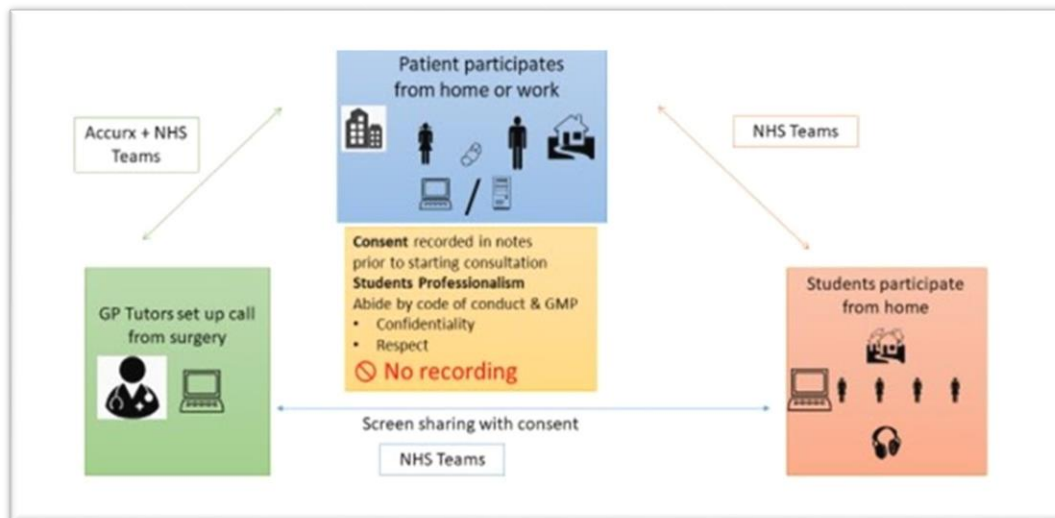 Patient participates
from home or work
Accurx + NHS
Teams
NHS Teams
/
Consent recorded in notes
prior to starting consultation
Students Professionalism
Abide by code of conduct & GMP
• Confidentiality
• Respect
No recording
GP Tutors set up call
from surgery
Students participate
from home
Screen sharing with consent
NHS Teams